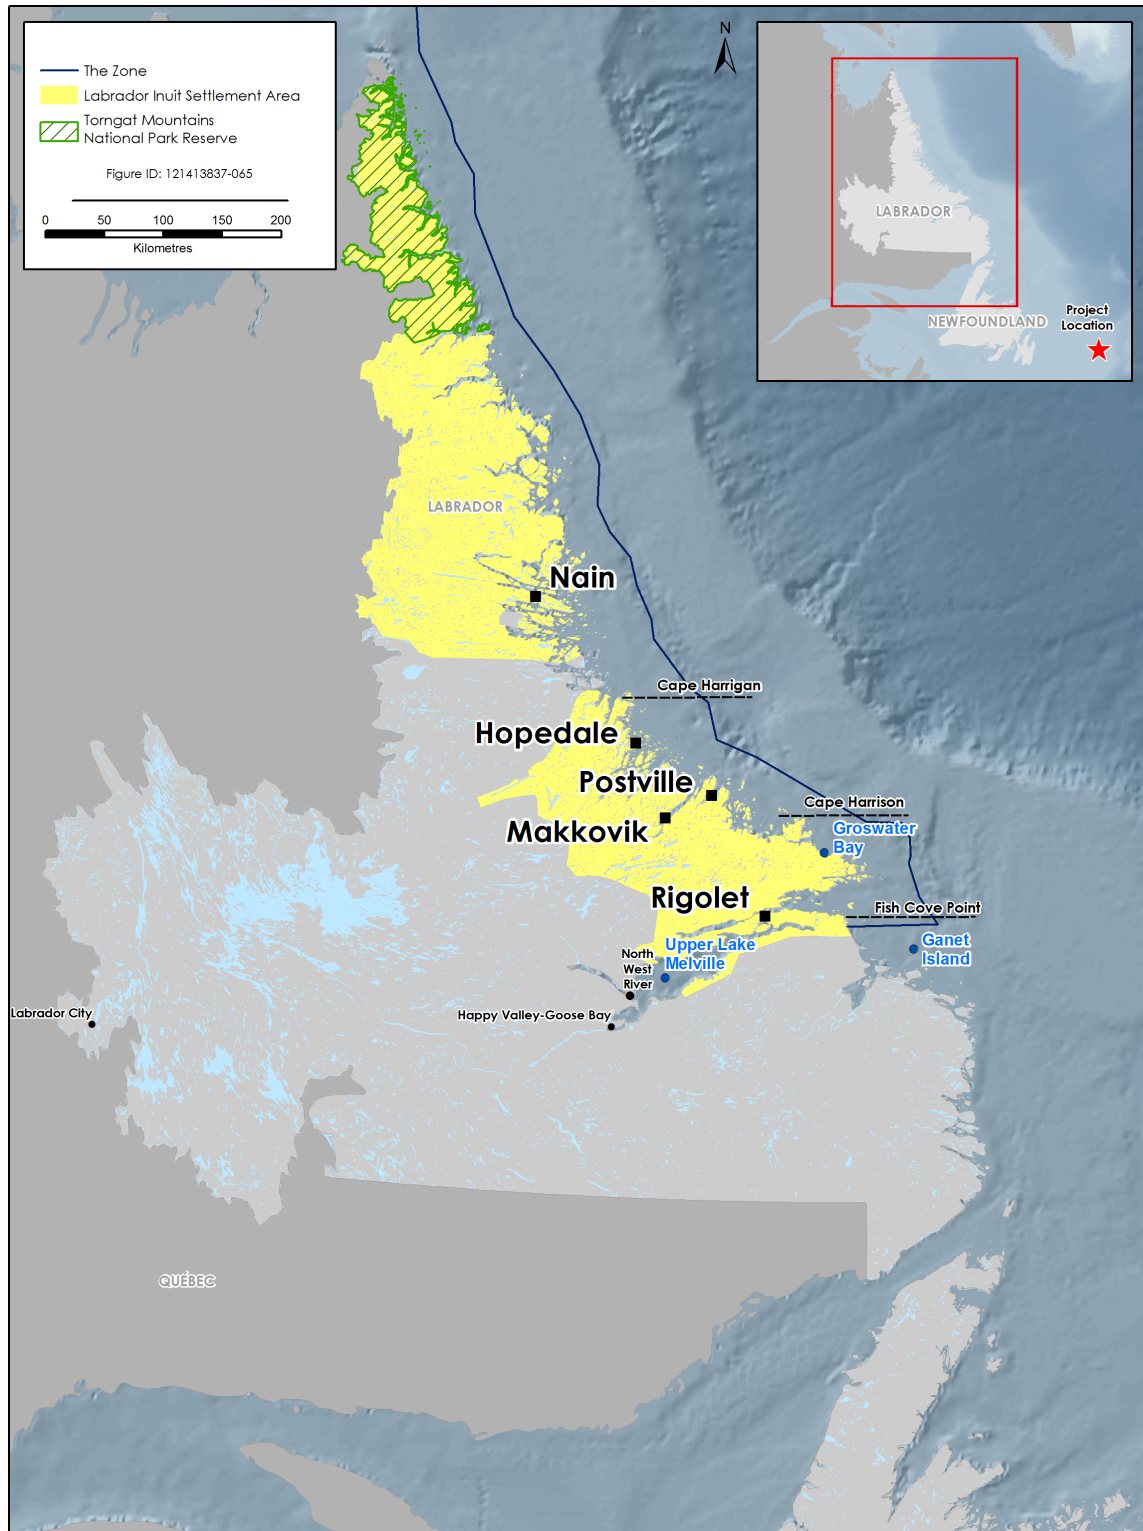 The Zone
Labrador Inuit Settlement Area
Torngat Mountains
National Park Reserve
Figure ID: 121413837-065
0 50 100 150 200
Kilometres
N
LABRADOR
NEWFOUNDLAND
Project
Location
LABRADOR
Nain
Cape Harrigan
Hopedale
Postville
Cape Harrison
Makkovik
Groswater
Bay
Rigolet
Fish Cove Point
Upper Lake
Melville
Ganet
Island
North
West
River
Labrador City
Happy Valley-Goose Bay
QUÉBEC